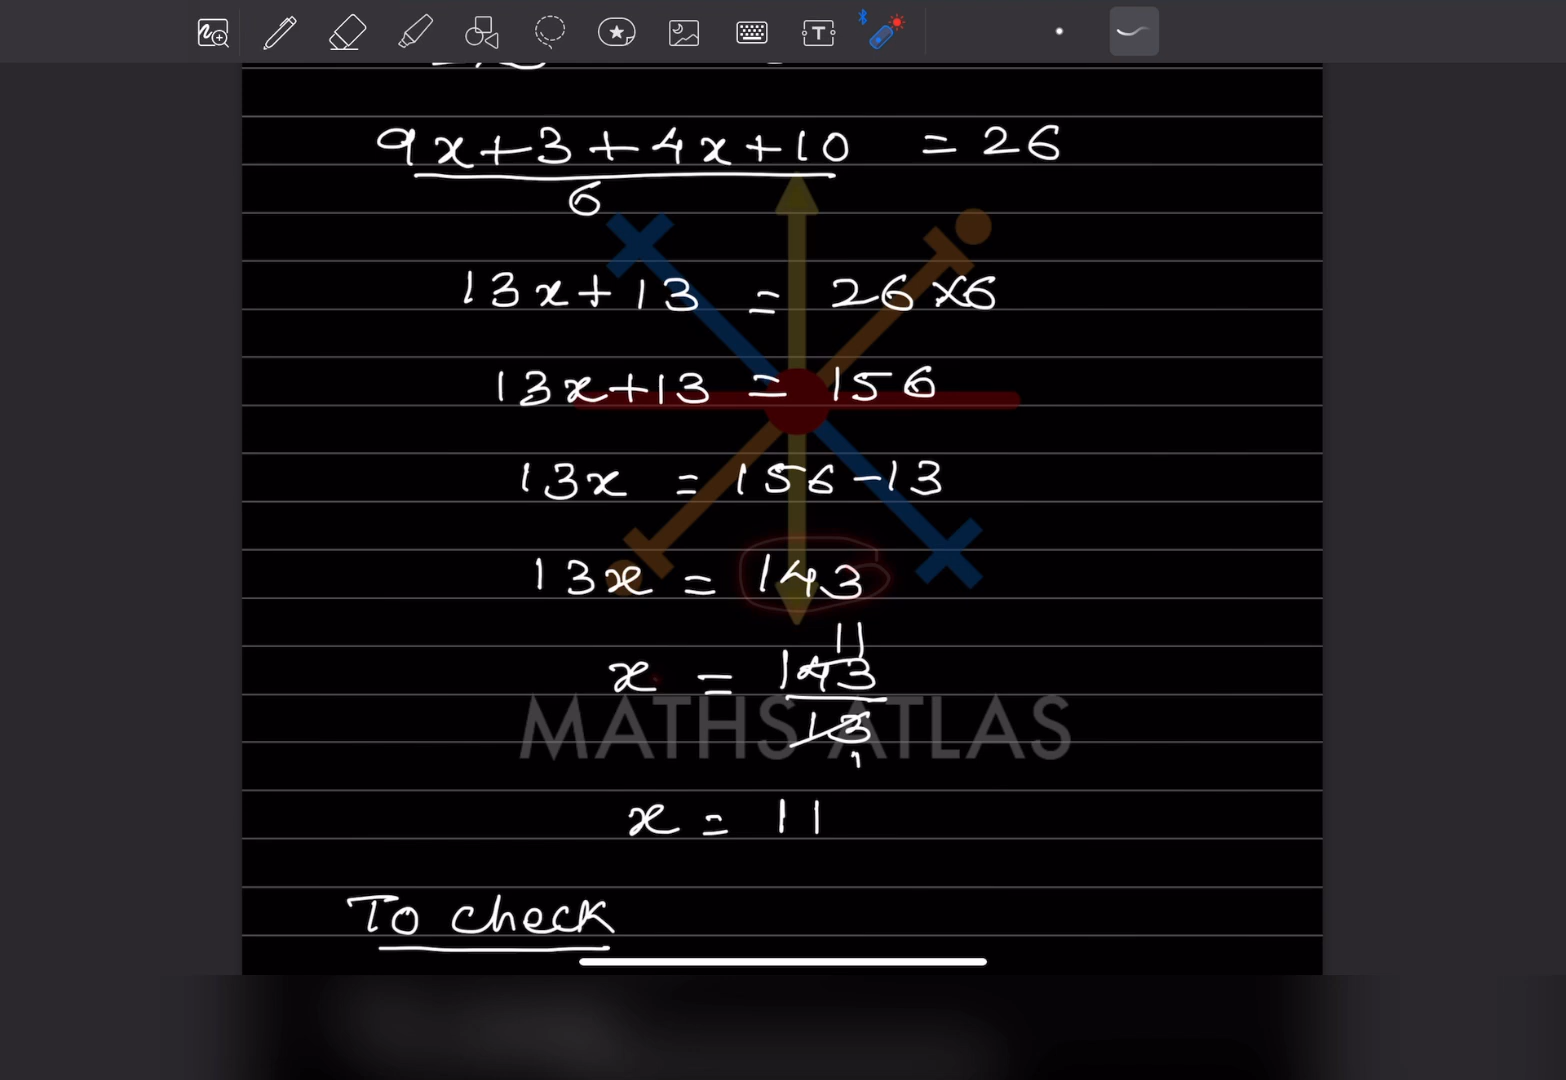 9x+3+4x+10 = 26
6
13x+13 = 26×6
13x+13 = 156
13x = 156-13
13x = 143
11
x = 143
13
1
MATHS ATLAS
x = 11
To check